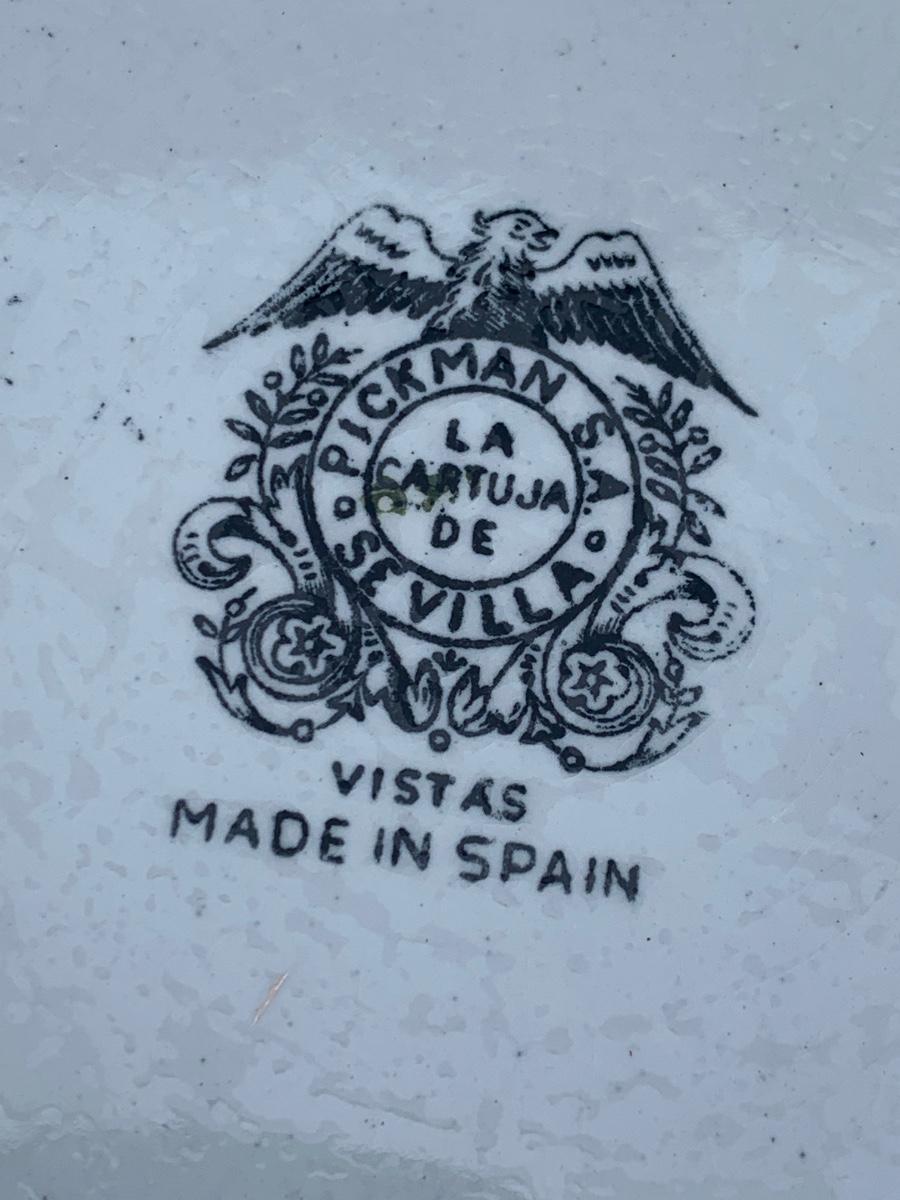 PICKMAN S.A.
LA
CARTUJA
DE
SEVILLA
VISTAS
MADE IN SPAIN